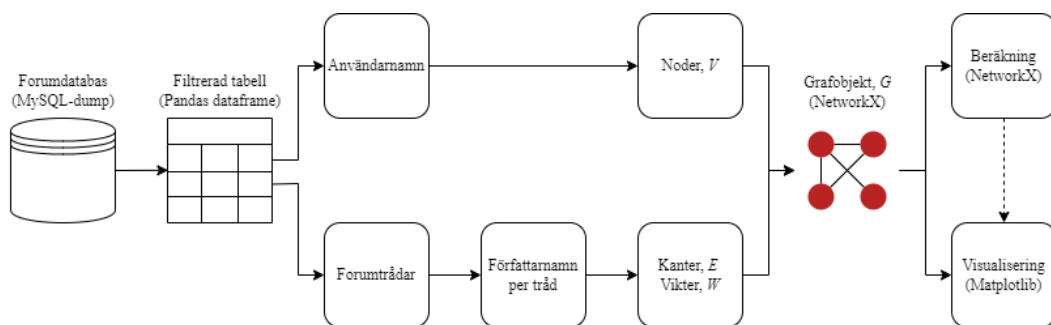 Forumdatabas
(MySQL-dump)
Filtrerad tabell
(Pandas dataframe)
Användarnamn
Noder, V
Grafobjekt, G
(NetworkX)
Beräkning
(NetworkX)
Forumtrådar
Författarnamn
per tråd
Kanter, E
Vikter, W
Visualisering
(Matplotlib)